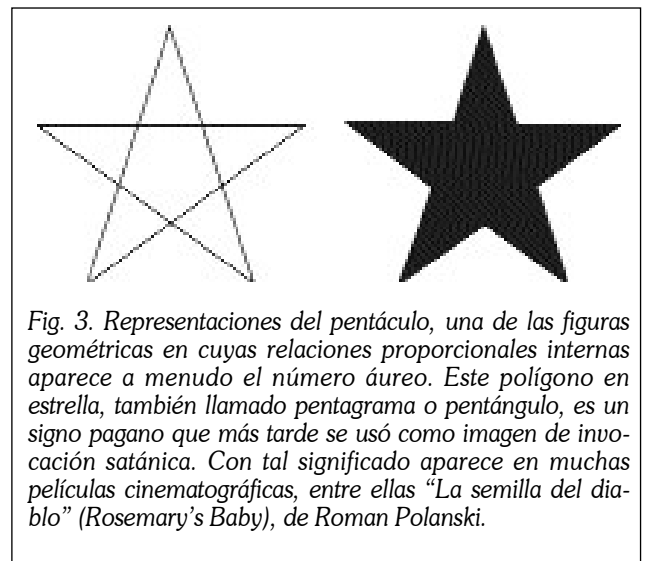 Fig. 3. Representaciones del pentáculo, una de las figuras
geométricas en cuyas relaciones proporcionales internas
aparece a menudo el número áureo. Este polígono en
estrella, también llamado pentagrama o pentángulo, es un
signo pagano que más tarde se usó como imagen de invo-
cación satánica. Con tal significado aparece en muchas
películas cinematográficas, entre ellas “La semilla del dia-
blo” (Rosemary’s Baby), de Roman Polanski.